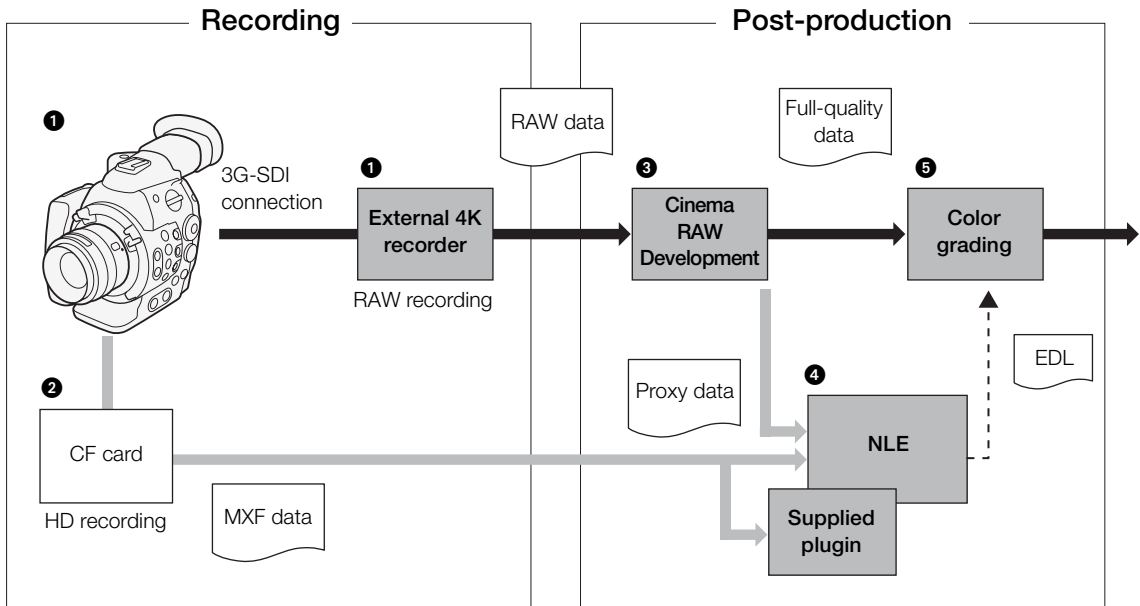 Recording
Post-production
RAW data
Full-quality
data
❶
3G-SDI
connection
❶
External 4K
recorder
RAW recording
❸
Cinema
RAW
Development
❺
Color
grading
EDL
❷
CF card
HD recording
MXF data
Proxy data
❹
NLE
Supplied
plugin